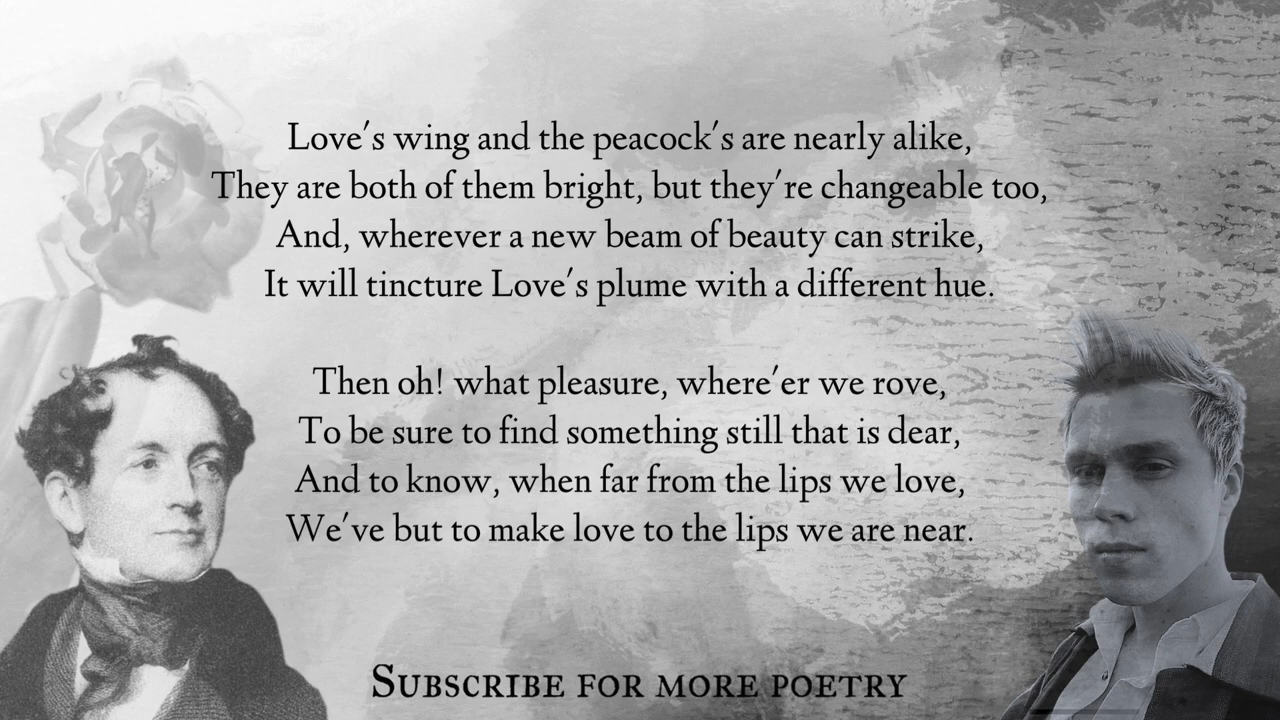 Love's wing and the peacock's are nearly alike,
They are both of them bright, but they're changeable too,
And, wherever a new beam of beauty can strike,
It will tincture Love's plume with a different hue.
Then oh! what pleasure, where'er we rove,
To be sure to find something still that is dear,
And to know, when far from the lips we love,
We've but to make love to the lips we are near.
Subscribe for more poetry